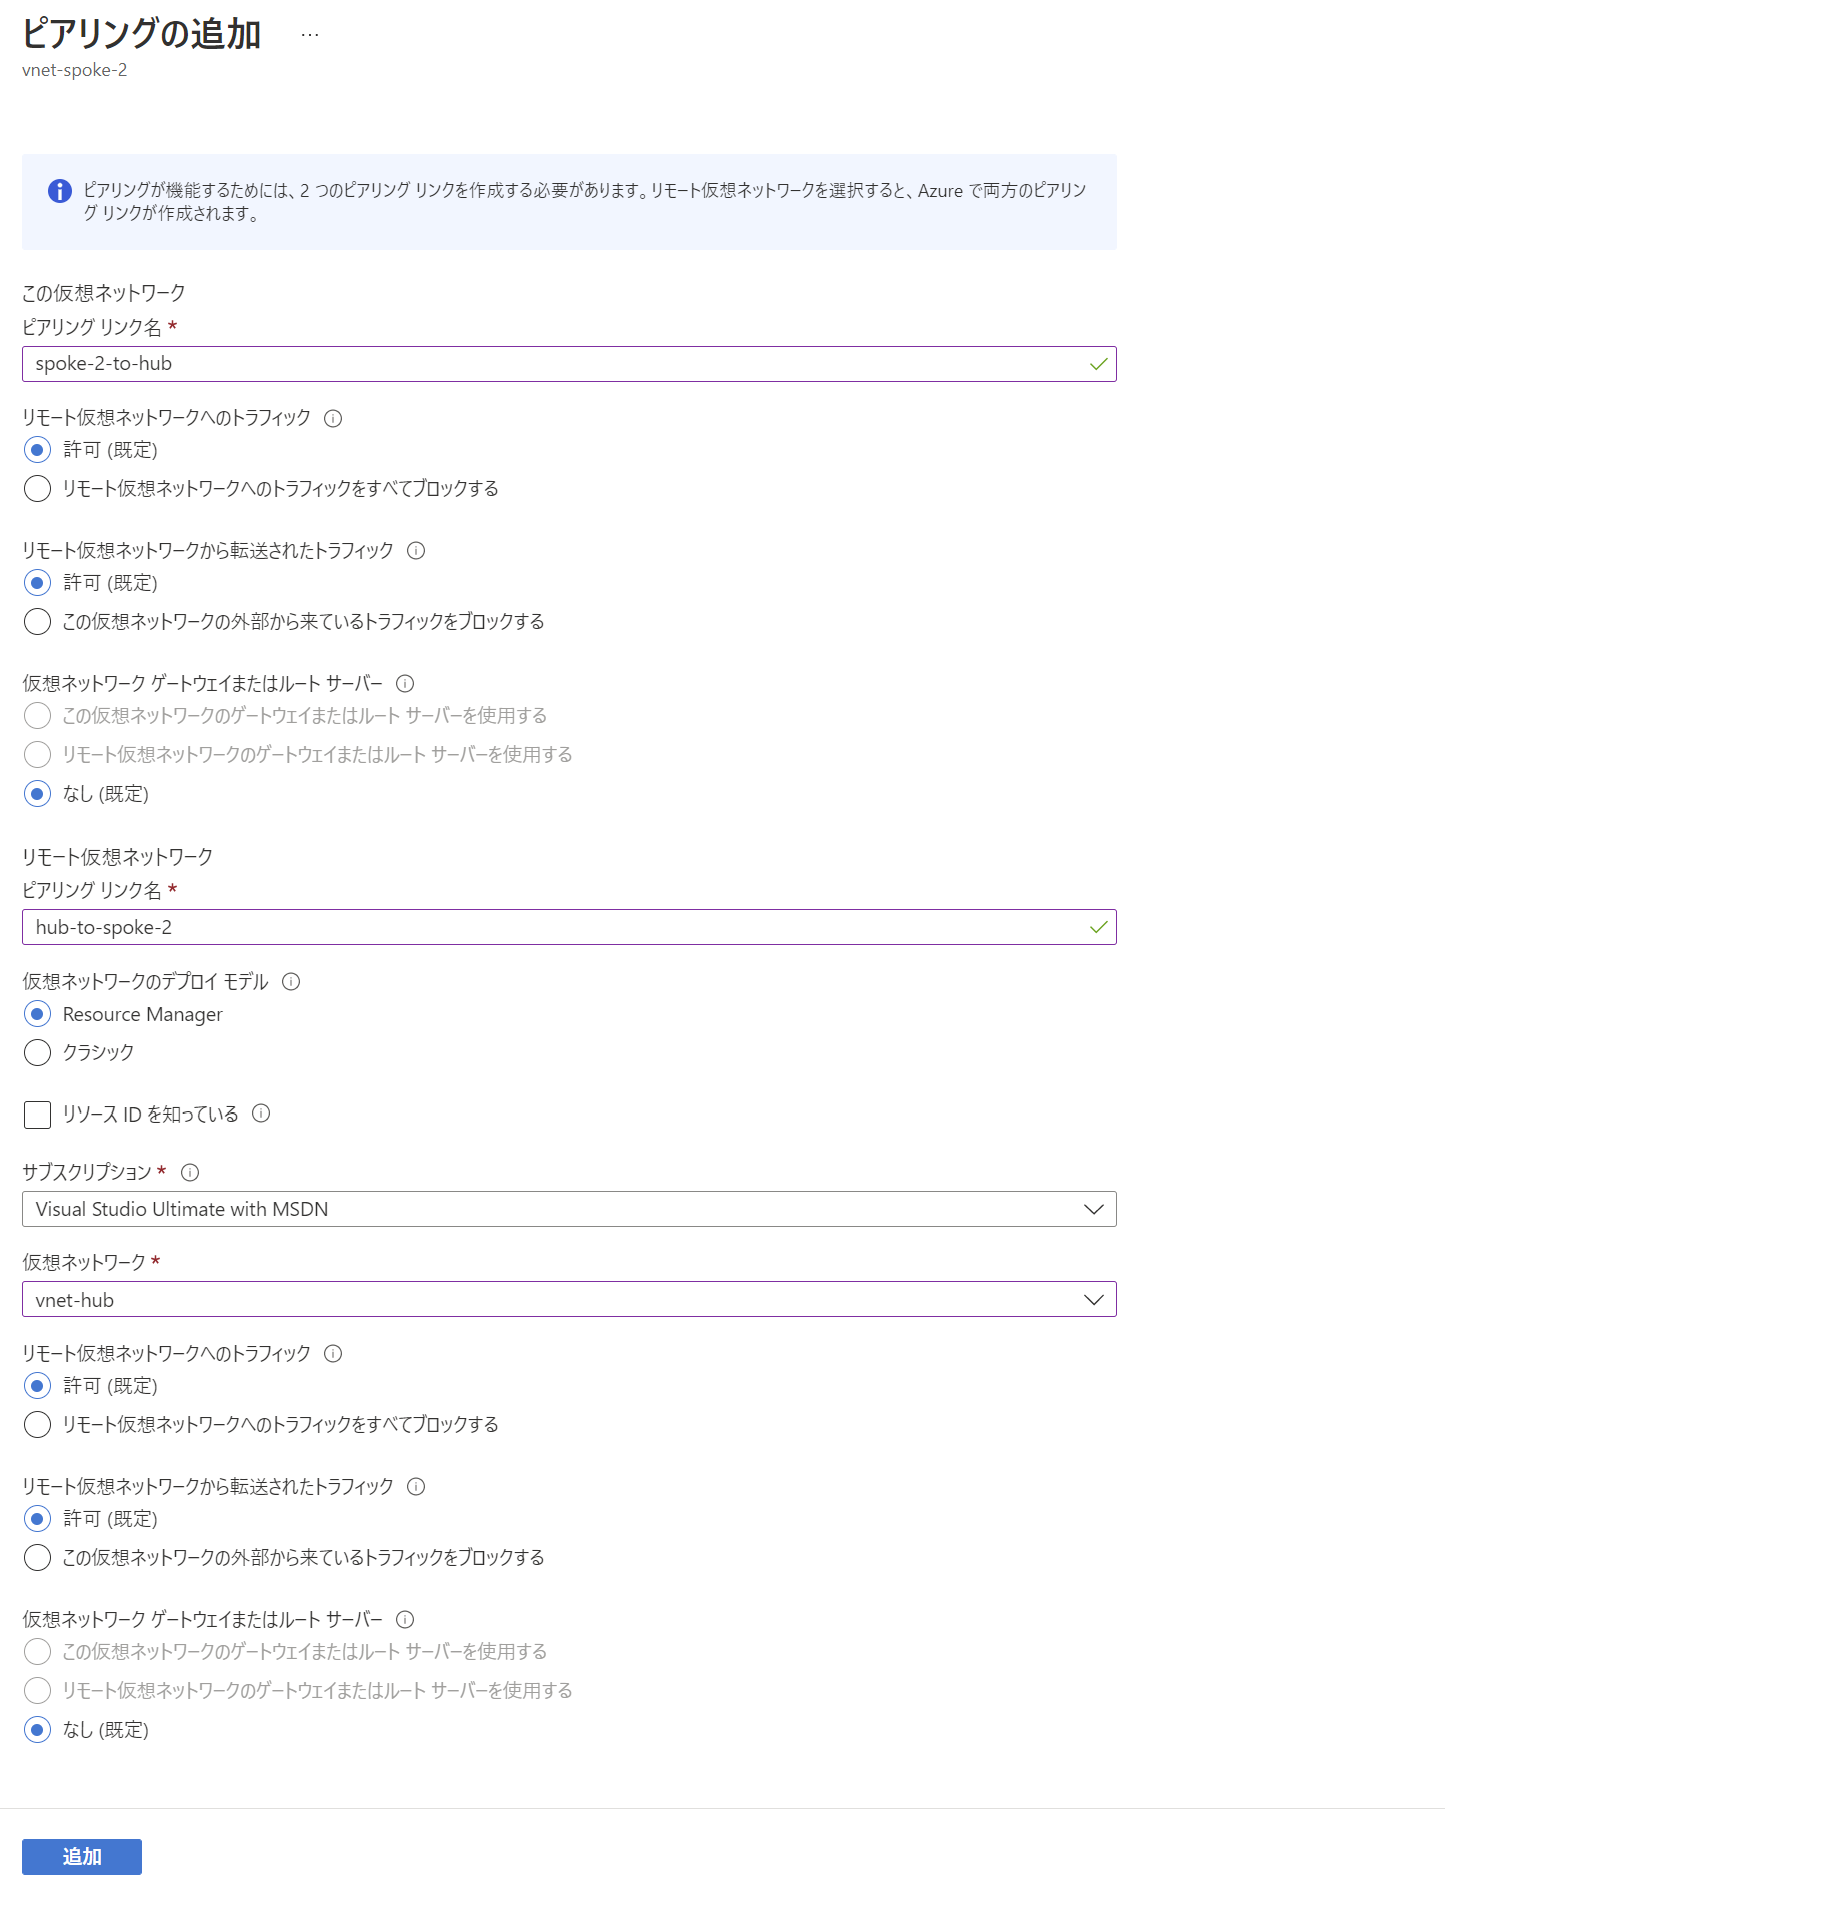 ピアリングの追加 …
vnet-spoke-2
ピアリングが機能するためには、2 つのピアリング リンクを作成する必要があります。リモート仮想ネットワークを選択すると、Azure で両方のピアリン
グ リンクが作成されます。
この仮想ネットワーク
ピアリング リンク名 *
spoke-2-to-hub
リモート仮想ネットワークへのトラフィック
許可 (既定)
リモート仮想ネットワークへのトラフィックをすべてブロックする
リモート仮想ネットワークから転送されたトラフィック
許可 (既定)
この仮想ネットワークの外部から来ているトラフィックをブロックする
仮想ネットワーク ゲートウェイまたはルート サーバー
この仮想ネットワークのゲートウェイまたはルート サーバーを使用する
リモート仮想ネットワークのゲートウェイまたはルート サーバーを使用する
なし (既定)
リモート仮想ネットワーク
ピアリング リンク名 *
hub-to-spoke-2
仮想ネットワークのデプロイ モデル
Resource Manager
クラシック
リソース ID を知っている
サブスクリプション *
Visual Studio Ultimate with MSDN
仮想ネットワーク *
vnet-hub
リモート仮想ネットワークへのトラフィック
許可 (既定)
リモート仮想ネットワークへのトラフィックをすべてブロックする
リモート仮想ネットワークから転送されたトラフィック
許可 (既定)
この仮想ネットワークの外部から来ているトラフィックをブロックする
仮想ネットワーク ゲートウェイまたはルート サーバー
この仮想ネットワークのゲートウェイまたはルート サーバーを使用する
リモート仮想ネットワークのゲートウェイまたはルート サーバーを使用する
なし (既定)
追加